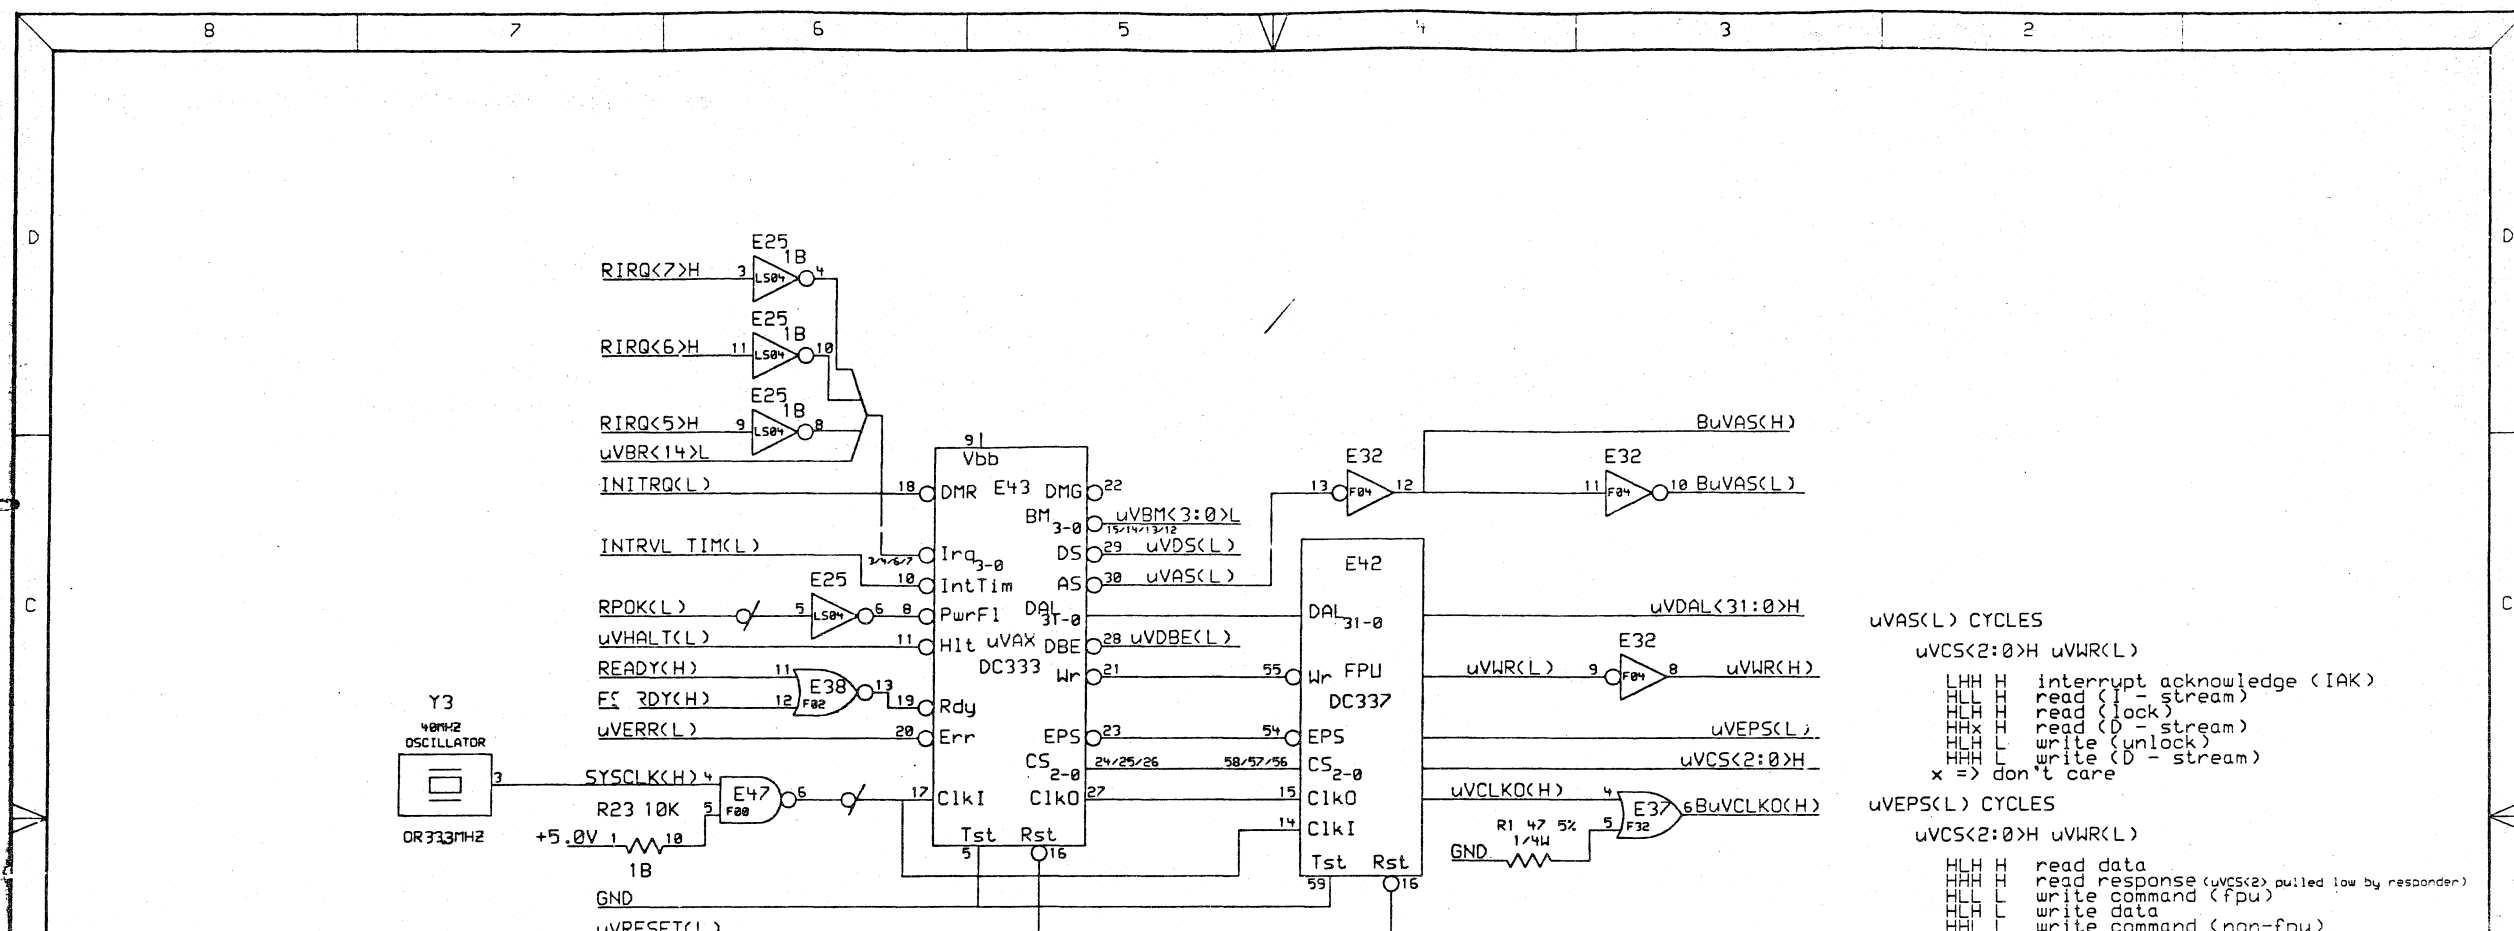 8 7 6 5 4 3 2
D D
E25
1B
RIRQ<7>H 3 LS04 4
E25
1B
RIRQ<6>H 11 LS04 10
E25
1B
RIRQ<5>H 9 LS04 8
BuVAS(H)
uVBR<14>L
9
Vbb
E32 E32
INITRQ(L) 18 DMR E43 DMG 22
13 F04 12 11 F04 10 BuVAS(L)
BM 3-0 uVBM<3:0>L
15/14/13/12
INTRVL TIM(L)
3/4/6/7 Irq 3-0 DS 29 uVDS(L)
10 IntTim AS 30 uVAS(L)
E42
E25
C C
RPOK(L) 5 LS04 6 8 PwrFl DAL 31-0 DAL 31-0 uVDAL<31:0>H
uVAS(L) CYCLES
uVHALT(L) 11 Hlt uVAX DBE 28 uVDBE(L)
E32
uVCS<2:0>H uVWR(L)
READY(H) 11
DC333 Wr 21 55 Wr FPU uVWR(L) 9 F04 8 uVWR(H)
E38 13
F02
RDY(H) 12 19 Rdy
DC337
LHH H interrupt acknowledge (IAK)
HLL H read (I - stream)
HLH H read (lock)
HHx H read (D - stream)
HLH L write (unlock)
HHH L write (D - stream)
x => don't care
Y3
40MHZ
OSCILLATOR
uVERR(L) 20 Err EPS 23 54 EPS uVEPS(L)
CS 2-0 24/25/26 58/57/56 CS 2-0 uVCS<2:0>H
3 SYSCLK(H) 4
E47 6
F00
17 ClkI ClkO 27 15 ClkO uVCLKO(H) 4
E37 6 BuVCLKO(H)
F32
uVEPS(L) CYCLES
R23 10K 5
14 ClkI
R1 47 5% 5
1/4W
OR333MHZ
+5.0V 1 10
1B
Tst Rst
5 16
GND
uVCS<2:0>H uVWR(L)
Tst Rst
59 16
HLH H read data
HHH H read response (uVCS<2> pulled low by responder)
HLL L write command (fpu)
HLH L write data
HHL L write command (non-fpu)
GND
uVRESET(L)